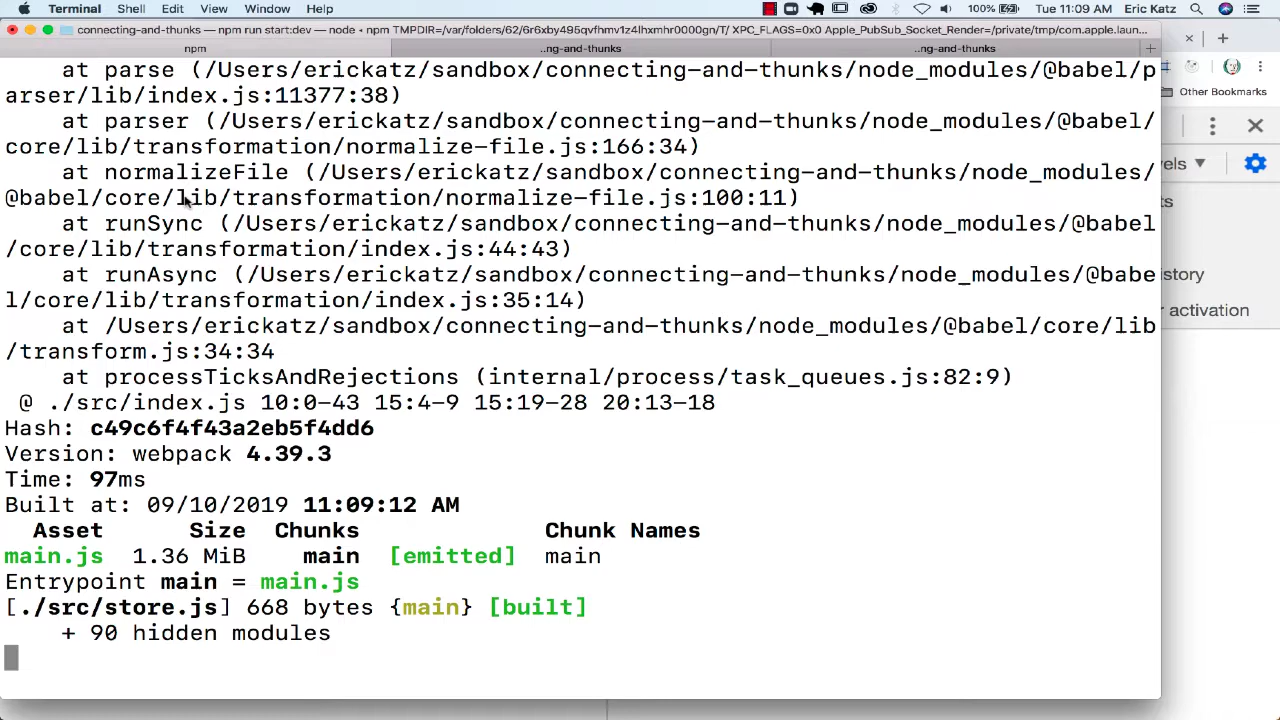 Terminal Shell Edit View Window Help 100% Tue 11:09 AM Eric Katz
connecting-and-thunks — npm run start:dev — node ◂ npm TMPDIR=/var/folders/62/6r6xby495qvfhmv1z4lhxmhr0000gn/T/ XPC_FLAGS=0x0 Apple_PubSub_Socket_Render=/private/tmp/com.apple.laun...
npm ..ng-and-thunks ..ng-and-thunks
at parse (/Users/erickatz/sandbox/connecting-and-thunks/node_modules/@babel/p
arser/lib/index.js:11377:38)
at parser (/Users/erickatz/sandbox/connecting-and-thunks/node_modules/@babel/
core/lib/transformation/normalize-file.js:166:34)
at normalizeFile (/Users/erickatz/sandbox/connecting-and-thunks/node_modules/
@babel/core/lib/transformation/normalize-file.js:100:11)
at runSync (/Users/erickatz/sandbox/connecting-and-thunks/node_modules/@babel
/core/lib/transformation/index.js:44:43)
at runAsync (/Users/erickatz/sandbox/connecting-and-thunks/node_modules/@babe
l/core/lib/transformation/index.js:35:14)
at /Users/erickatz/sandbox/connecting-and-thunks/node_modules/@babel/core/lib
/transform.js:34:34
at processTicksAndRejections (internal/process/task_queues.js:82:9)
@ ./src/index.js 10:0-43 15:4-9 15:19-28 20:13-18
Hash: c49c6f4f43a2eb5f4dd6
Version: webpack 4.39.3
Time: 97ms
Built at: 09/10/2019 11:09:12 AM
Asset Size Chunks Chunk Names
main.js 1.36 MiB main [emitted] main
Entrypoint main = main.js
[./src/store.js] 668 bytes {main} [built]
+ 90 hidden modules
Other Bookmarks
vels
ts
istory
r activation